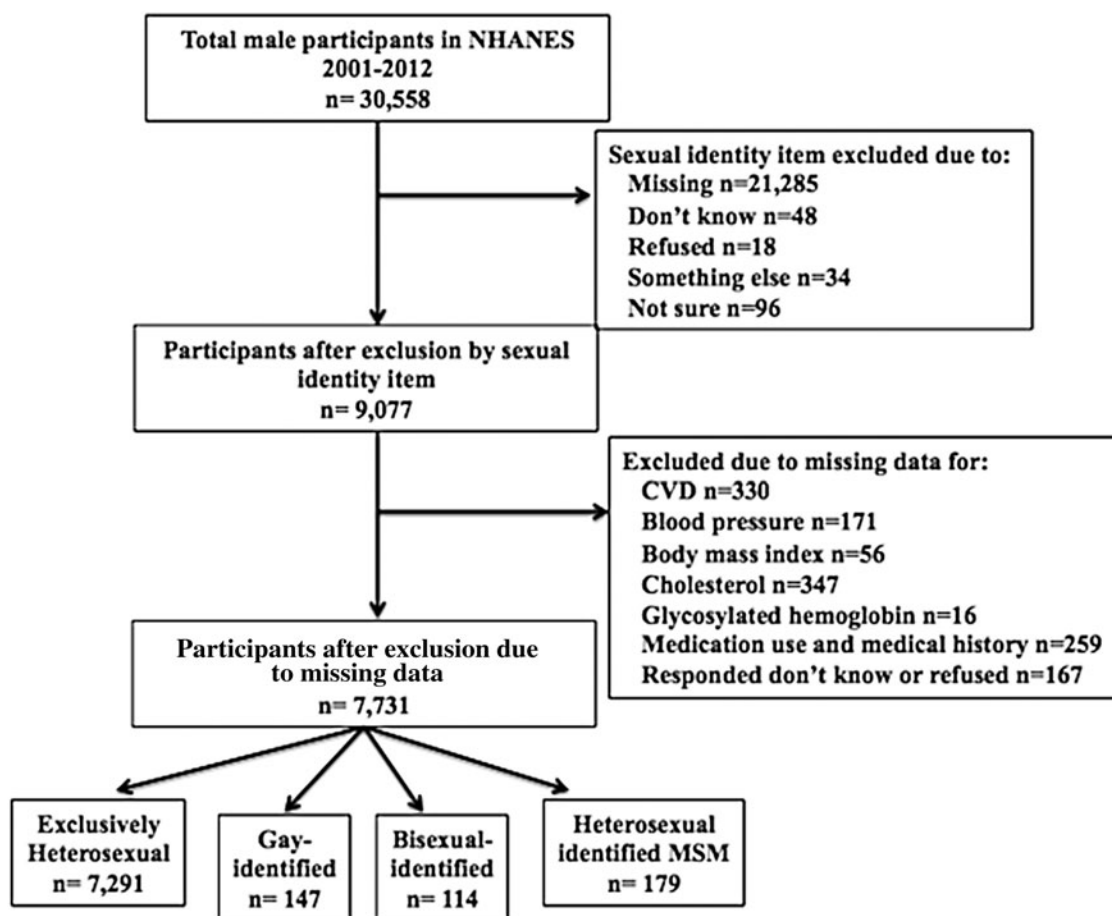 Total male participants in NHANES
2001-2012
n= 30,558
Sexual identity item excluded due to:
Missing n=21,285
Don't know n=48
Refused n=18
Something else n=34
Not sure n=96
Participants after exclusion by sexual
identity item
n= 9,077
Excluded due to missing data for:
CVD n=330
Blood pressure n=171
Body mass index n=56
Cholesterol n=347
Glycosylated hemoglobin n=16
Medication use and medical history n=259
Responded don't know or refused n=167
Participants after exclusion due
to missing data
n= 7,731
Exclusively
Heterosexual
n= 7,291
Gay-
identified
n= 147
Bisexual-
identified
n= 114
Heterosexual
identified MSM
n= 179